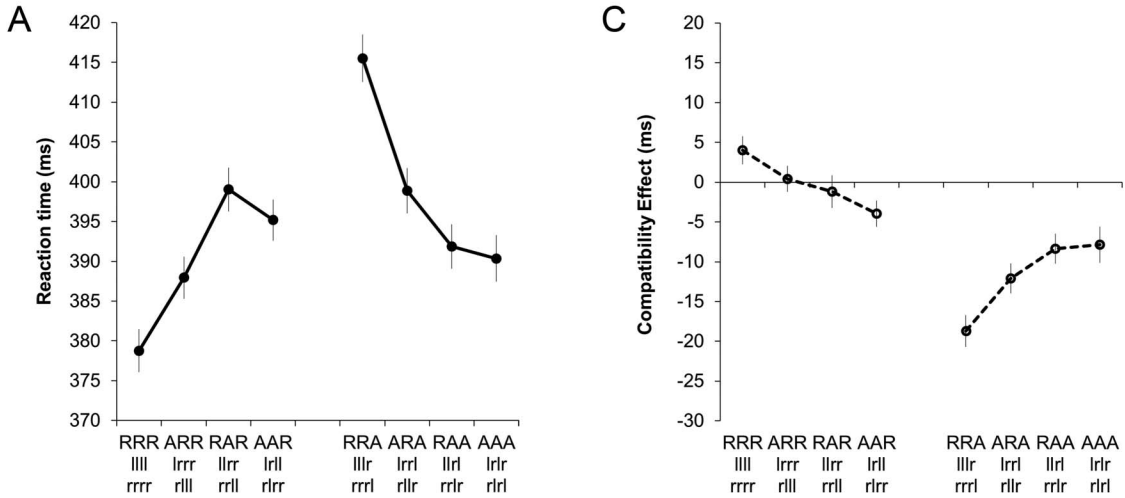 A
Reaction time (ms)
420
415
410
405
400
395
390
385
380
375
370
RRR ARR RAR AAR RRA ARA RAA AAA
llll lrrr llrr lrll lllr lrrl llrl lrlr
rrrr rlll rrll rlrr rrrl rllr rrlr rlrl
C
Compatibility Effect (ms)
20
15
10
5
0
-5
-10
-15
-20
-25
-30
RRR ARR RAR AAR RRA ARA RAA AAA
llll lrrr llrr lrll lllr lrrl llrl lrlr
rrrr rlll rrll rlrr rrrl rllr rrlr rlrl